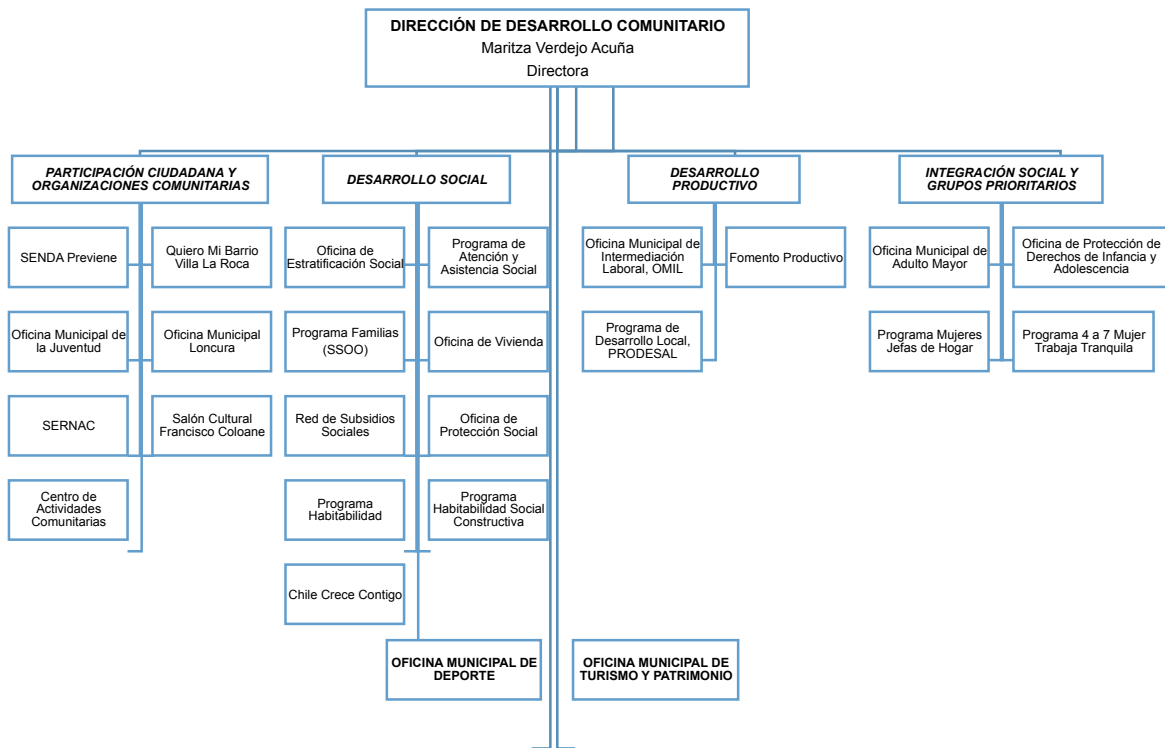 DIRECCIÓN DE DESARROLLO COMUNITARIO
Maritza Verdejo Acuña
Directora
PARTICIPACIÓN CIUDADANA Y
ORGANIZACIONES COMUNITARIAS
DESARROLLO SOCIAL
DESARROLLO
PRODUCTIVO
INTEGRACIÓN SOCIAL Y
GRUPOS PRIORITARIOS
SENDA Previene
Quiero Mi Barrio
Villa La Roca
Oficina de
Estratificación Social
Programa de
Atención y
Asistencia Social
Oficina Municipal de
Intermediación
Laboral, OMIL
Fomento Productivo
Oficina Municipal de
Adulto Mayor
Oficina de Protección de
Derechos de Infancia y
Adolescencia
Oficina Municipal de
la Juventud
Oficina Municipal
Loncura
Programa Familias
(SSOO)
Oficina de Vivienda
Programa de
Desarrollo Local,
PRODESAL
Programa Mujeres
Jefas de Hogar
Programa 4 a 7 Mujer
Trabaja Tranquila
SERNAC
Salón Cultural
Francisco Coloane
Red de Subsidios
Sociales
Oficina de
Protección Social
Centro de
Actividades
Comunitarias
Programa
Habitabilidad
Programa
Habitabilidad Social
Constructiva
Chile Crece Contigo
OFICINA MUNICIPAL DE
DEPORTE
OFICINA MUNICIPAL DE
TURISMO Y PATRIMONIO